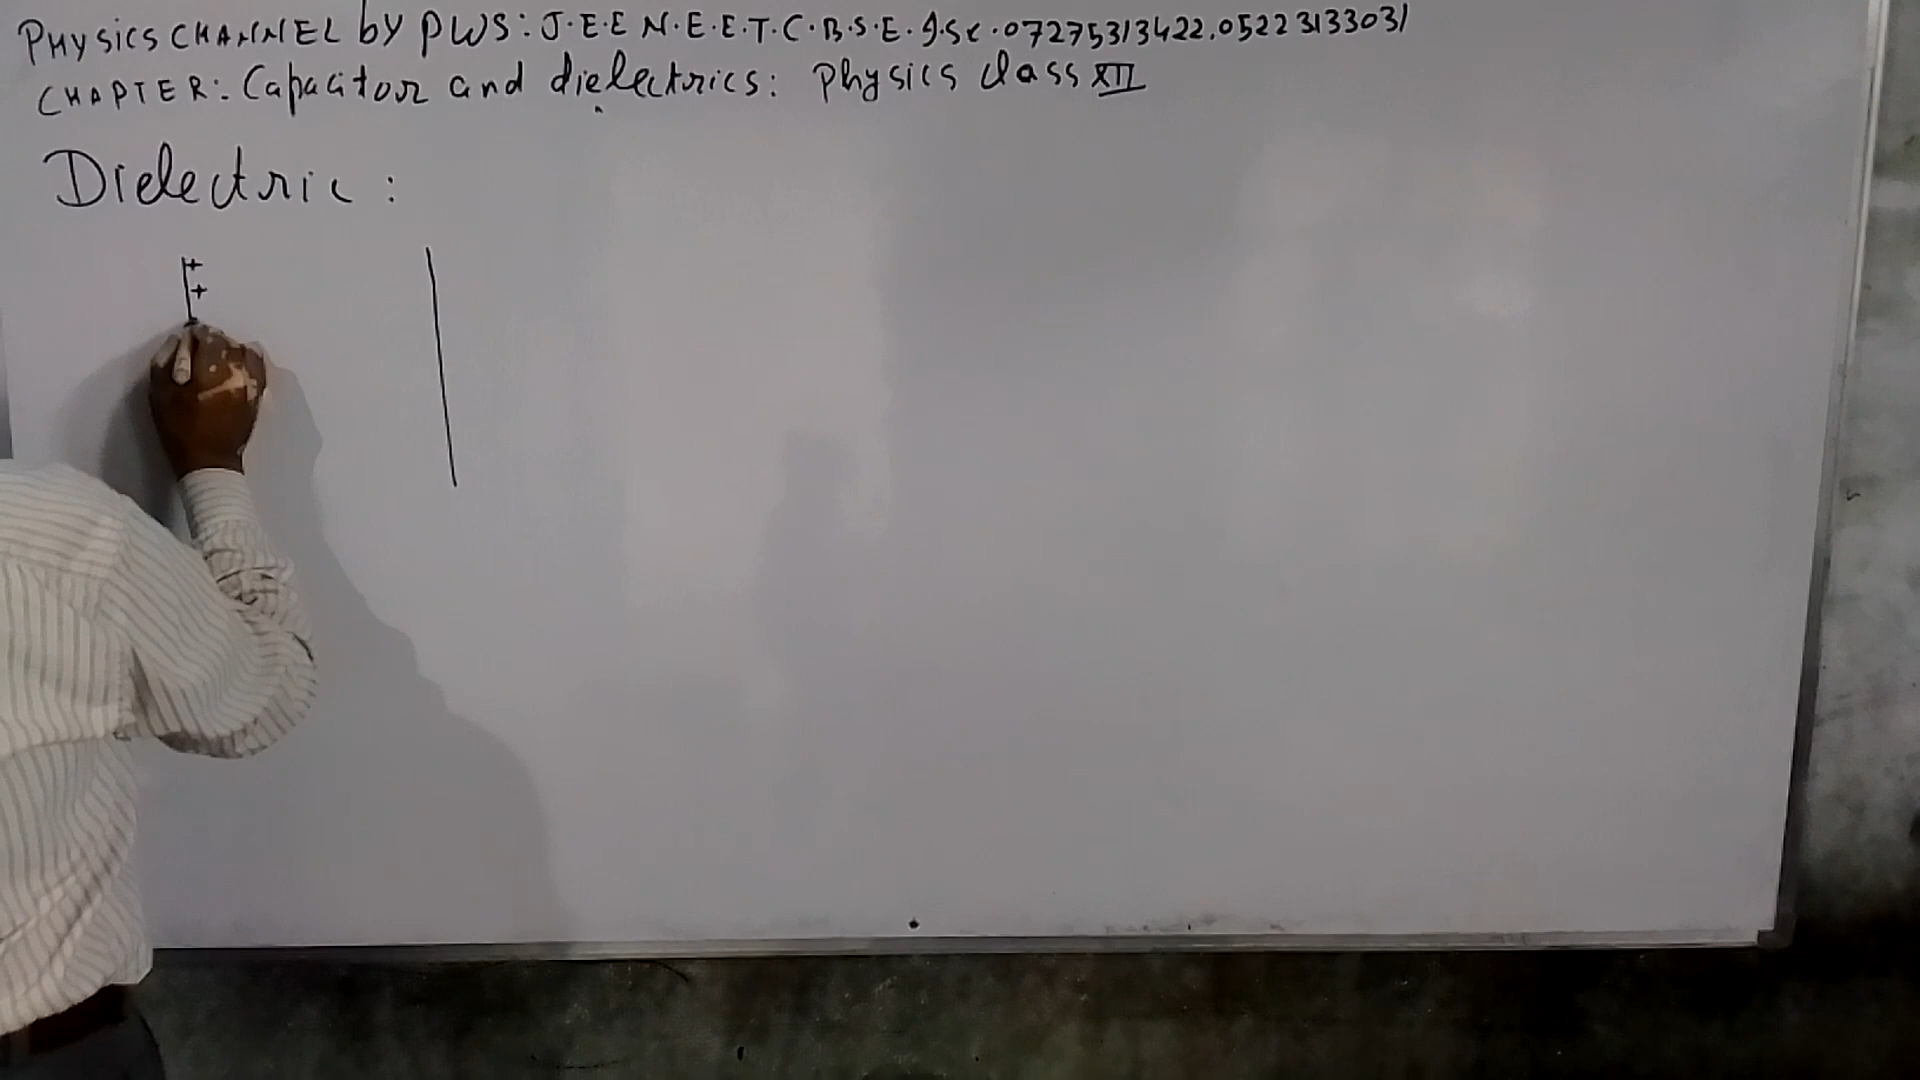 PHYSICS CHANNEL by PWS: J.E.E N.E.E.T.C.B.S.E. I.SC.07275313422.05223133031
CHAPTER: Capacitor and dielectrics: Physics class XII
Dielectric:
+
+